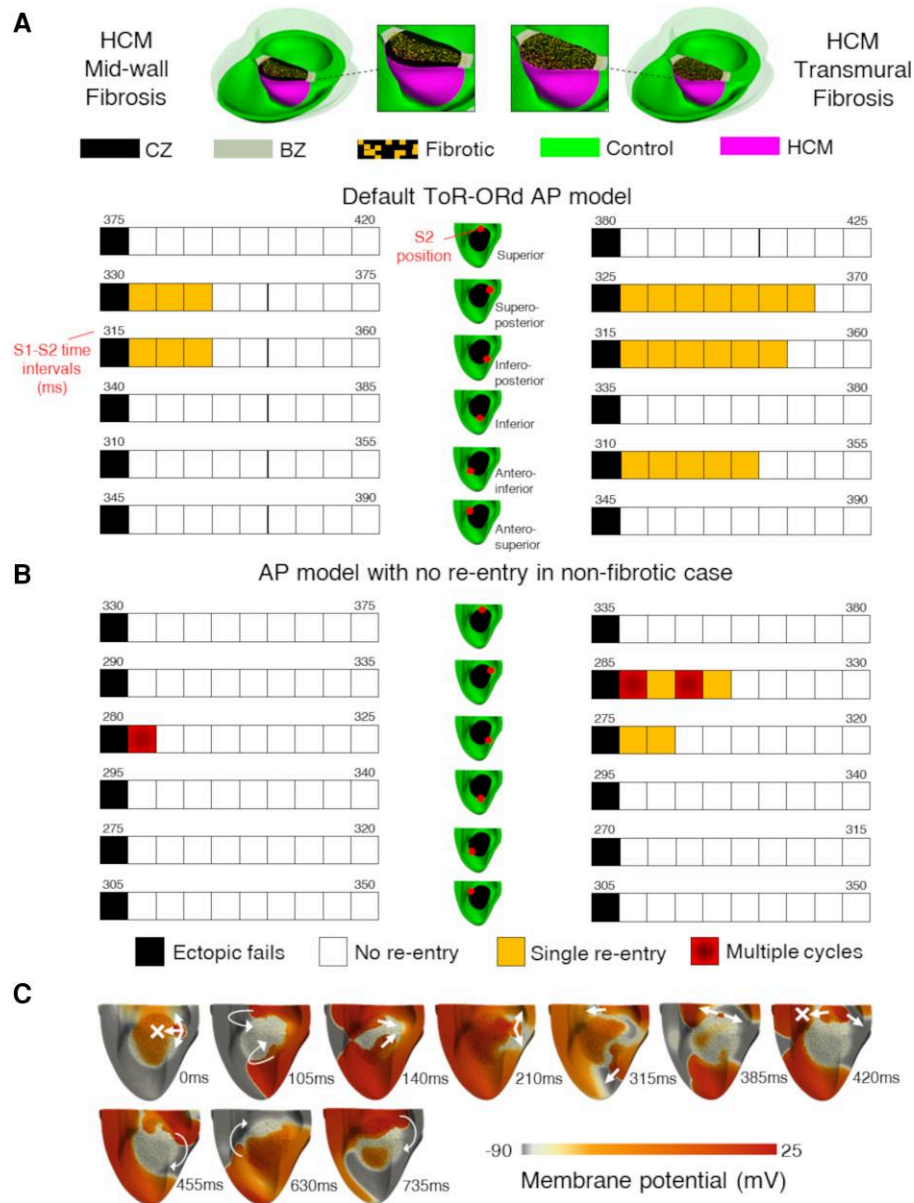 A
HCM
Mid-wall
Fibrosis
HCM
Transmural
Fibrosis
CZ
BZ
Fibrotic
Control
HCM
Default ToR-ORd AP model
375
420
S2
position
Superior
380
425
330
375
Supero-
posterior
325
370
S1-S2 time
intervals
(ms)
315
360
Infero-
posterior
315
360
340
385
Inferior
335
380
310
355
Antero-
inferior
310
355
345
390
Antero-
superior
345
390
B
AP model with no re-entry in non-fibrotic case
330
375
335
380
290
335
285
330
280
325
275
320
295
340
295
340
275
320
270
315
305
350
305
350
Ectopic fails
No re-entry
Single re-entry
Multiple cycles
C
0ms
105ms
140ms
210ms
315ms
385ms
420ms
455ms
630ms
735ms
-90
25
Membrane potential (mV)